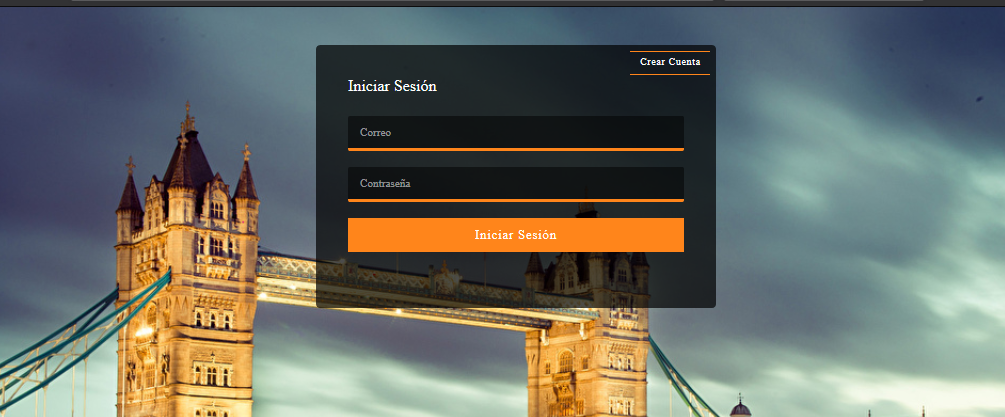 Crear Cuenta
Iniciar Sesión
Correo
Contraseña
Iniciar Sesión